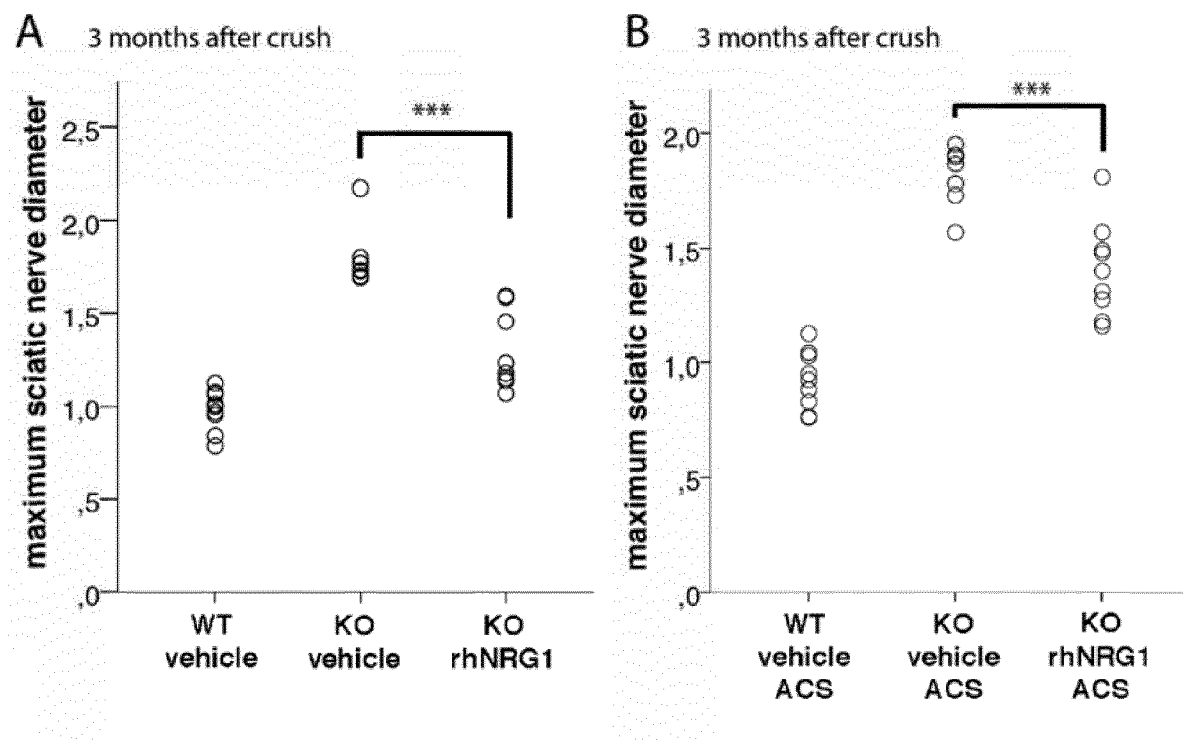 A
3 months after crush
maximum sciatic nerve diameter
2,5
2,0
1,5
1,0
,5
,0
***
WT
vehicle
KO
vehicle
KO
rhNRG1
B
3 months after crush
maximum sciatic nerve diameter
2,0
1,5
1,0
,5
,0
***
WT
vehicle
ACS
KO
vehicle
ACS
KO
rhNRG1
ACS